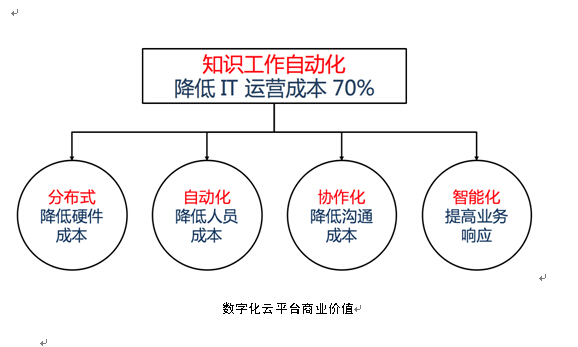 知识工作自动化
降低 IT 运营成本 70%
分布式
降低硬件
成本
自动化
降低人员
成本
协作化
降低沟通
成本
智能化
提高业务
响应
数字化云平台商业价值